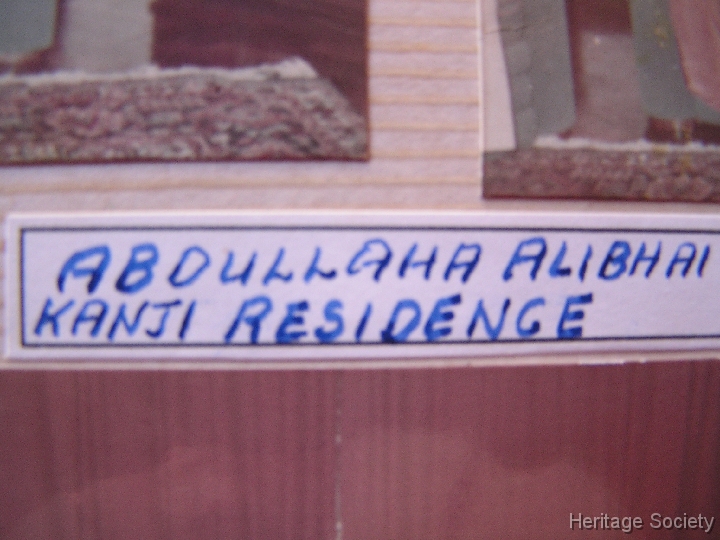 ABDULLAHA ALIBHAI
KANJI RESIDENCE
Heritage Society